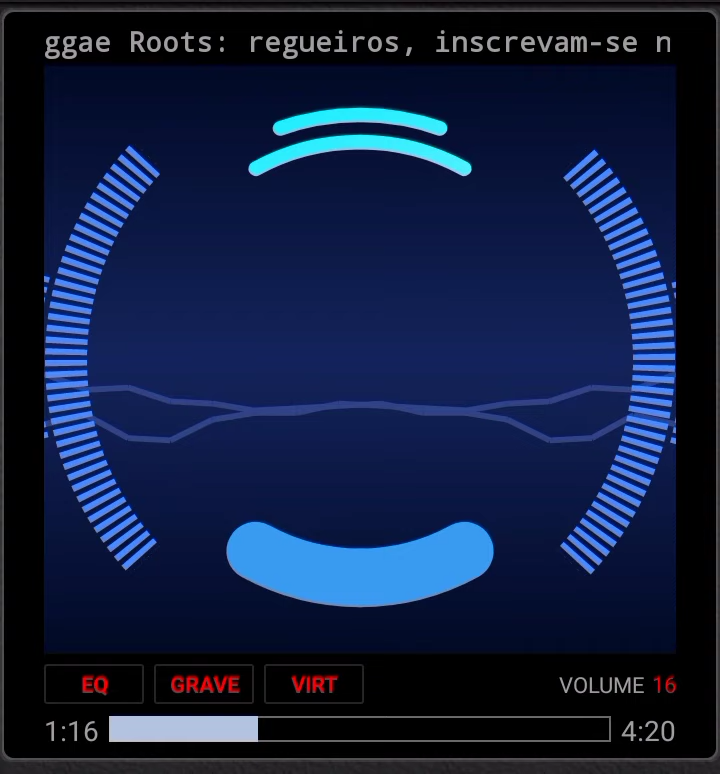 ggae Roots: regueiros, inscrevam-se n
EQ GRAVE VIRT VOLUME 16
1:16 4:20